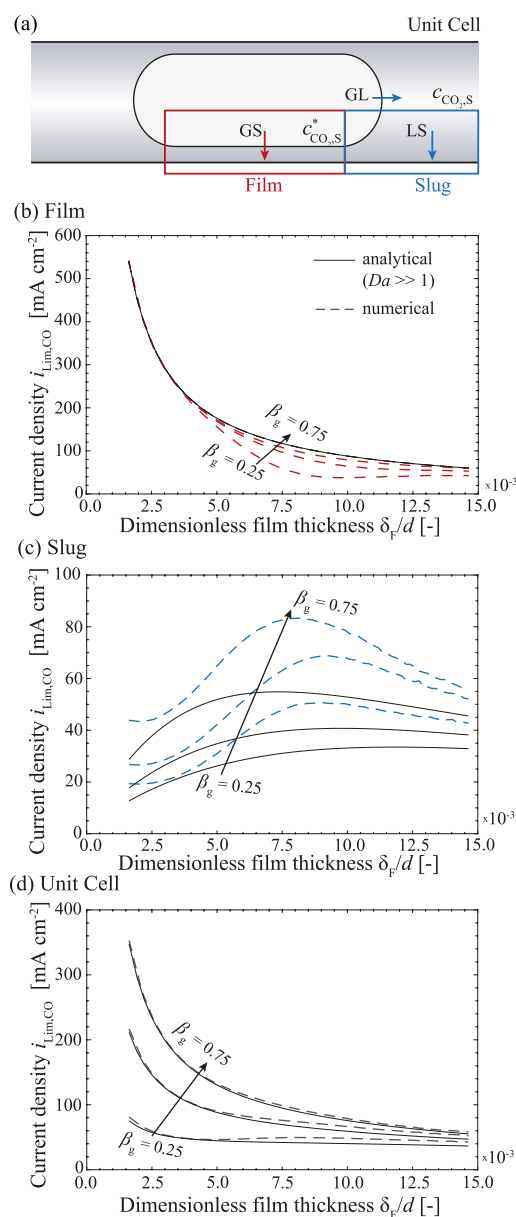 (a)
Unit Cell
GL
c_CO₂,S
GS
c*_CO₂,S
LS
Film
Slug
(b) Film
Current density i_Lim,CO [mA cm⁻²]
600
500
400
300
200
100
0
analytical
(Da >> 1)
numerical
β_g = 0.75
β_g = 0.25
0.0 2.5 5.0 7.5 10.0 12.5 15.0
x10⁻³
Dimensionless film thickness δ_F/d [-]
(c) Slug
Current density i_Lim,CO [mA cm⁻²]
100
80
60
40
20
0
β_g = 0.75
β_g = 0.25
x10⁻³
0.0 2.5 5.0 7.5 10.0 12.5 15.0
Dimensionless film thickness δ_F/d [-]
(d) Unit Cell
Current density i_Lim,CO [mA cm⁻²]
400
300
200
100
0
β_g = 0.75
β_g = 0.25
x10⁻³
0.0 2.5 5.0 7.5 10.0 12.5 15.0
Dimensionless film thickness δ_F/d [-]